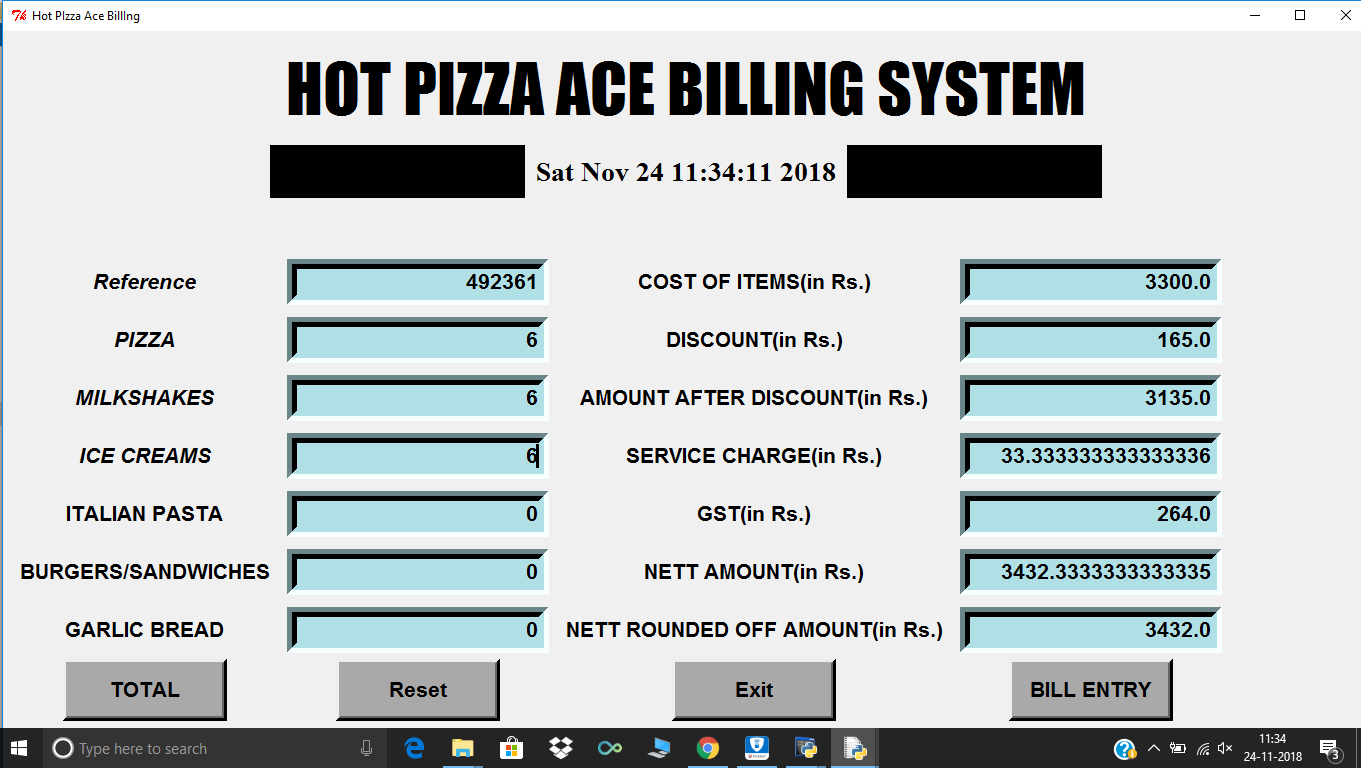 Hot PIzza Ace BillIng
HOT PIZZA ACE BILLING SYSTEM
Sat Nov 24 11:34:11 2018
Reference 492361 COST OF ITEMS(in Rs.) 3300.0
PIZZA 6 DISCOUNT(in Rs.) 165.0
MILKSHAKES 6 AMOUNT AFTER DISCOUNT(in Rs.) 3135.0
ICE CREAMS 6 SERVICE CHARGE(in Rs.) 33.333333333333336
ITALIAN PASTA 0 GST(in Rs.) 264.0
BURGERS/SANDWICHES 0 NETT AMOUNT(in Rs.) 3432.3333333333335
GARLIC BREAD 0 NETT ROUNDED OFF AMOUNT(in Rs.) 3432.0
TOTAL Reset Exit BILL ENTRY
Type here to search
11:34
24-11-2018
3